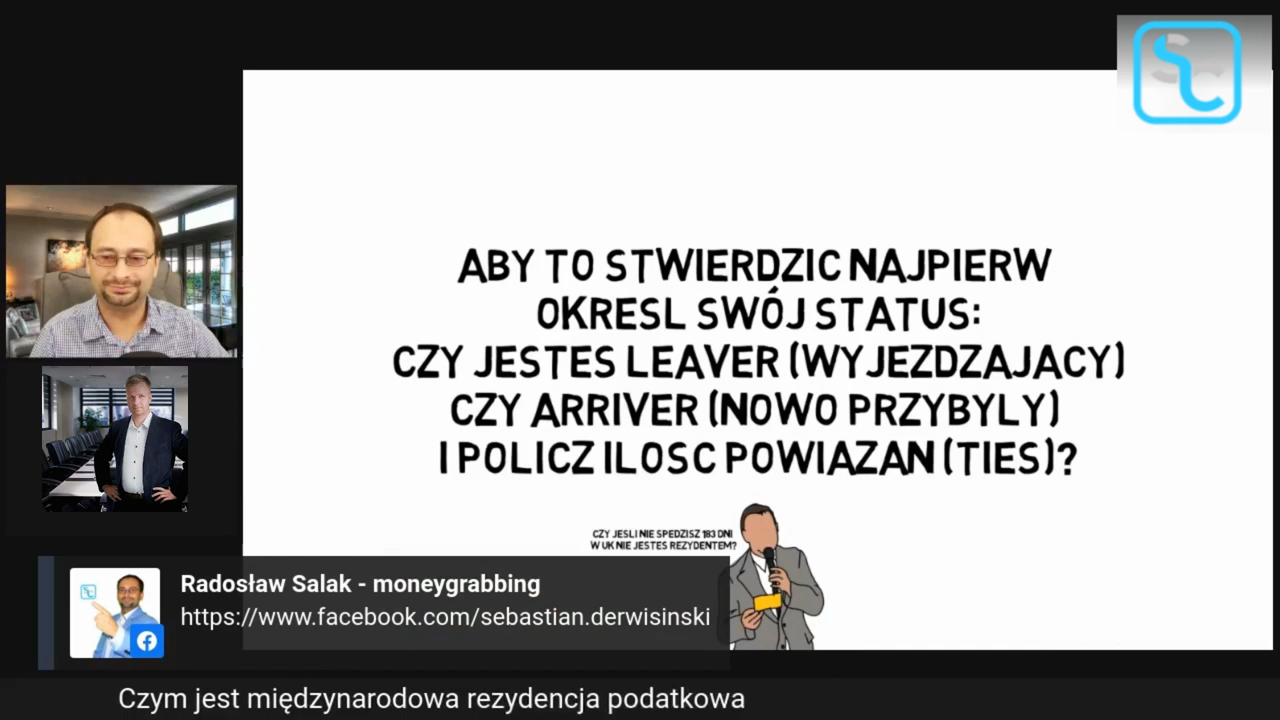 ABY TO STWIERDZIC NAJPIERW
OKRESL SWÓJ STATUS:
CZY JESTES LEAVER (WYJEZDZAJACY)
CZY ARRIVER (NOWO PRZYBYLY)
I POLICZ ILOSC POWIAZAN (TIES)?
CZY JESLI NIE SPEDZISZ 183 DNI
W UK NIE JESTES REZYDENTEM?
Radosław Salak - moneygrabbing
https://www.facebook.com/sebastian.derwisinski
Czym jest międzynarodowa rezydencja podatkowa